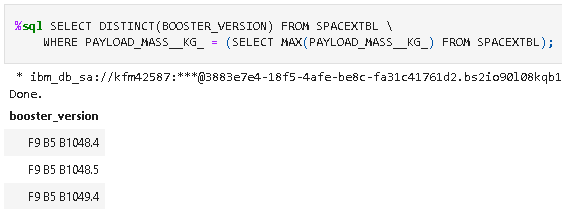 %sql SELECT DISTINCT(BOOSTER_VERSION) FROM SPACEXTBL \
WHERE PAYLOAD_MASS__KG_ = (SELECT MAX(PAYLOAD_MASS__KG_) FROM SPACEXTBL);
* ibm_db_sa://kfm42587:***@3883e7e4-18f5-4afe-be8c-fa31c41761d2.bs2io90l08kqb1
Done.
booster_version
F9 B5 B1048.4
F9 B5 B1048.5
F9 B5 B1049.4